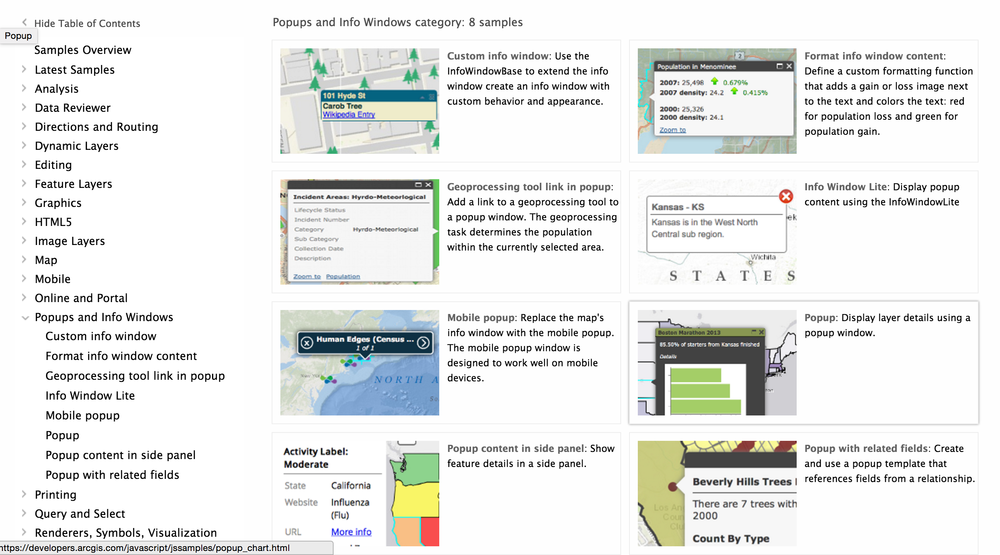 Hide Table of Contents
Popup
Samples Overview
Latest Samples
Analysis
Data Reviewer
Directions and Routing
Dynamic Layers
Editing
Feature Layers
Graphics
HTML5
Image Layers
Map
Mobile
Online and Portal
Popups and Info Windows
Custom info window
Format info window content
Geoprocessing tool link in popup
Info Window Lite
Mobile popup
Popup
Popup content in side panel
Popup with related fields
Printing
Query and Select
Renderers, Symbols, Visualization
https://developers.arcgis.com/javascript/jssamples/popup_chart.html
Popups and Info Windows category: 8 samples
101 Hyde St
Carob Tree
Wikipedia Entry
Custom info window: Use the
InfoWindowBase to extend the info
window create an info window with
custom behavior and appearance.
2
Population in Menominee
2007: 25,498 0.679%
2007 density: 24.2 0.415%
2000: 25,326
2000 density: 24.1
Zoom to
Format info window content:
Define a custom formatting function
that adds a gain or loss image next
to the text and colors the text: red
for population loss and green for
population gain.
Incident Areas: Hyrdo-Meteorlogical
Lifecycle Status
Incident Number
Category Hyrdo-Meteorlogical
Sub Category
Collection Date
Description
Zoom to Population
Geoprocessing tool link in popup:
Add a link to a geoprocessing tool to
a popup window. The geoprocessing
task determines the population
within the currently selected area.
Kansas - KS
Kansas is in the West North
Central sub region.
ek
Wichita
STATES
Info Window Lite: Display popup
content using the InfoWindowLite
Human Edges (Census ...
1 of 1
New York
NORTH A
So
Mobile popup: Replace the map's
info window with the mobile popup.
The mobile popup window is
designed to work well on mobile
devices.
Boston Marathon 2013
85.50% of starters from Kansas finished
Details
Popup: Display layer details using a
popup window.
Activity Label:
Moderate
State California
Website Influenza
(Flu)
URL More info
Popup content in side panel: Show
feature details in a side panel.
Beverly Hills Trees
There are 7 trees with
2000
Count By Type
Los An
Coun
Clu
Popup with related fields: Create
and use a popup template that
references fields from a relationship.